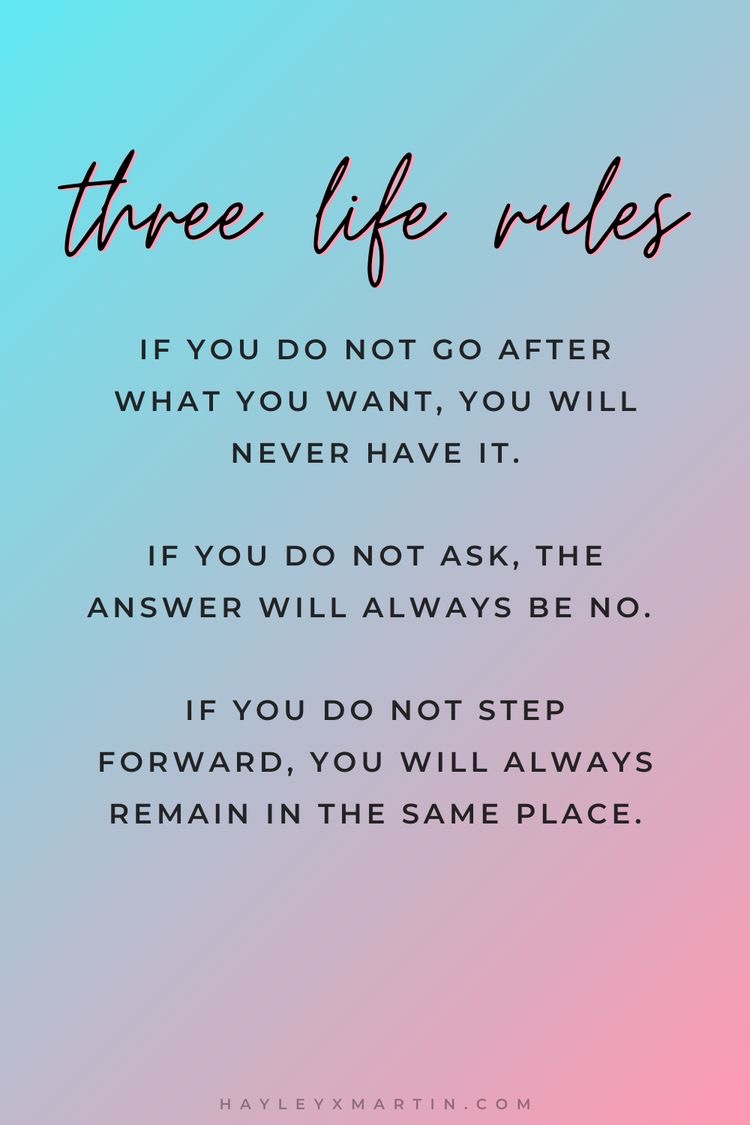 three life rules
IF YOU DO NOT GO AFTER
WHAT YOU WANT, YOU WILL
NEVER HAVE IT.
IF YOU DO NOT ASK, THE
ANSWER WILL ALWAYS BE NO.
IF YOU DO NOT STEP
FORWARD, YOU WILL ALWAYS
REMAIN IN THE SAME PLACE.
HAYLEYXMARTIN.COM